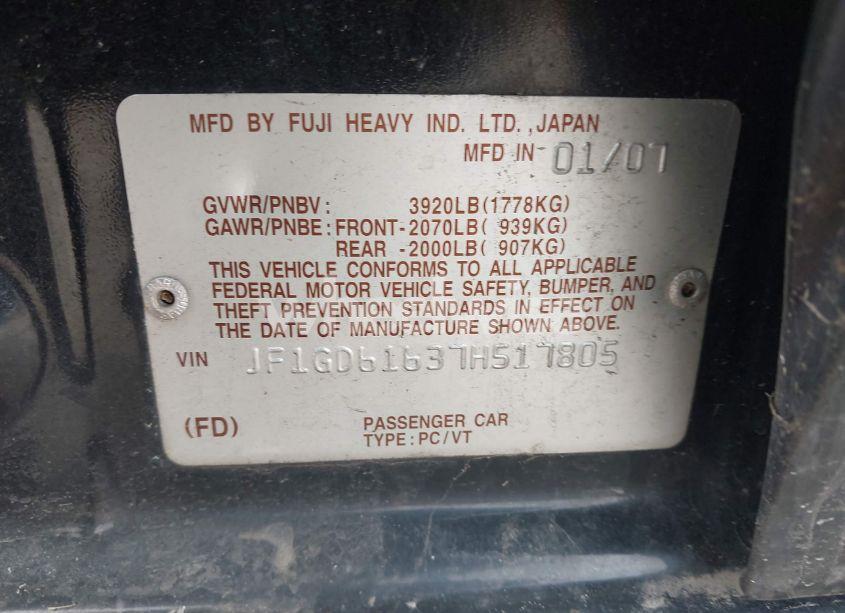 MFD BY FUJI HEAVY IND. LTD., JAPAN
MFD IN 01/07
GVWR/PNBV: 3920LB(1778KG)
GAWR/PNBE: FRONT-2070LB( 939KG)
REAR -2000LB( 907KG)
THIS VEHICLE CONFORMS TO ALL APPLICABLE
FEDERAL MOTOR VEHICLE SAFETY, BUMPER, AND
THEFT PREVENTION STANDARDS IN EFFECT ON
THE DATE OF MANUFACTURE SHOWN ABOVE.
VIN JF1GD61637H517805
(FD) PASSENGER CAR
TYPE: PC/VT